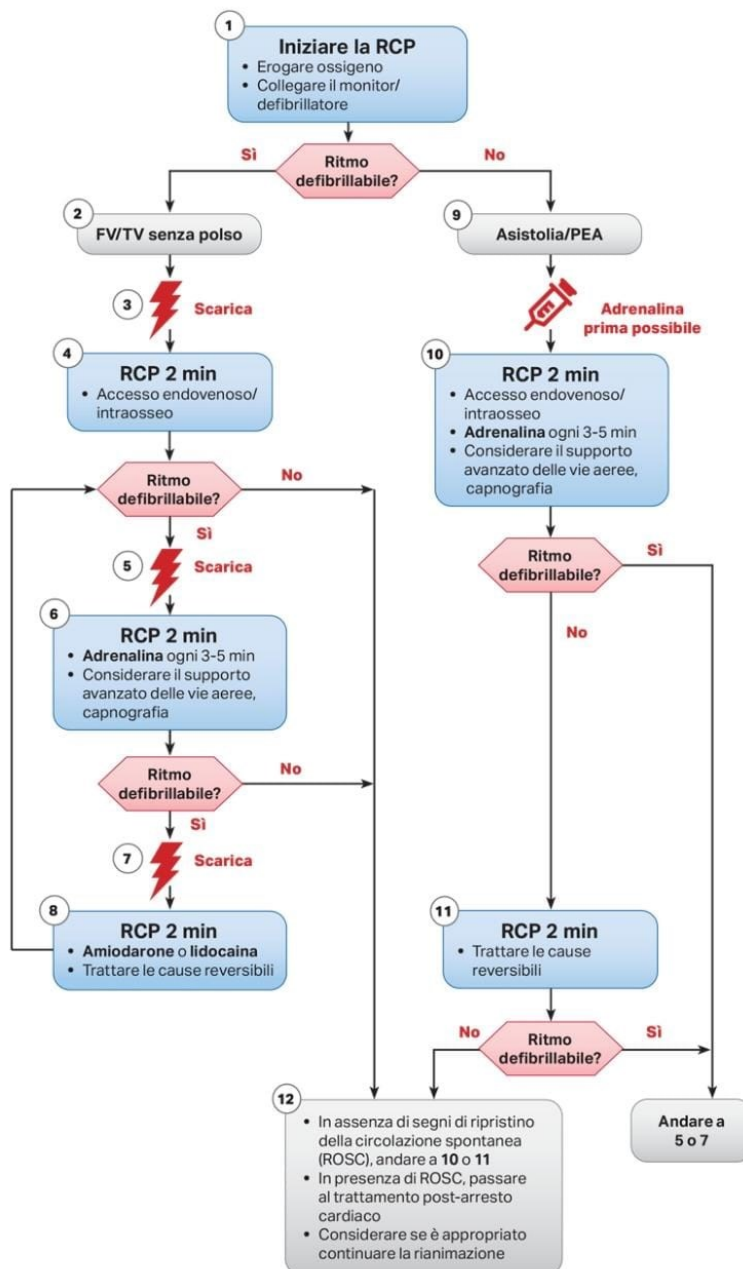 1
Iniziare la RCP
• Erogare ossigeno
• Collegare il monitor/
defibrillatore
Sì
Ritmo
defibrillabile?
No
2
FV/TV senza polso
3
Scarica
4
RCP 2 min
• Accesso endovenoso/
intraosseo
Ritmo
defibrillabile?
No
Sì
5
Scarica
6
RCP 2 min
• Adrenalina ogni 3-5 min
• Considerare il supporto
avanzato delle vie aeree,
capnografia
Ritmo
defibrillabile?
No
Sì
7
Scarica
8
RCP 2 min
• Amiodarone o lidocaina
• Trattare le cause reversibili
9
Asistolia/PEA
Adrenalina
prima possibile
10
RCP 2 min
• Accesso endovenoso/
intraosseo
• Adrenalina ogni 3-5 min
• Considerare il supporto
avanzato delle vie aeree,
capnografia
Ritmo
defibrillabile?
Sì
No
11
RCP 2 min
• Trattare le cause
reversibili
No
Ritmo
defibrillabile?
Sì
12
• In assenza di segni di ripristino
della circolazione spontanea
(ROSC), andare a 10 o 11
• In presenza di ROSC, passare
al trattamento post-arresto
cardiaco
• Considerare se è appropriato
continuare la rianimazione
Andare a
5 o 7